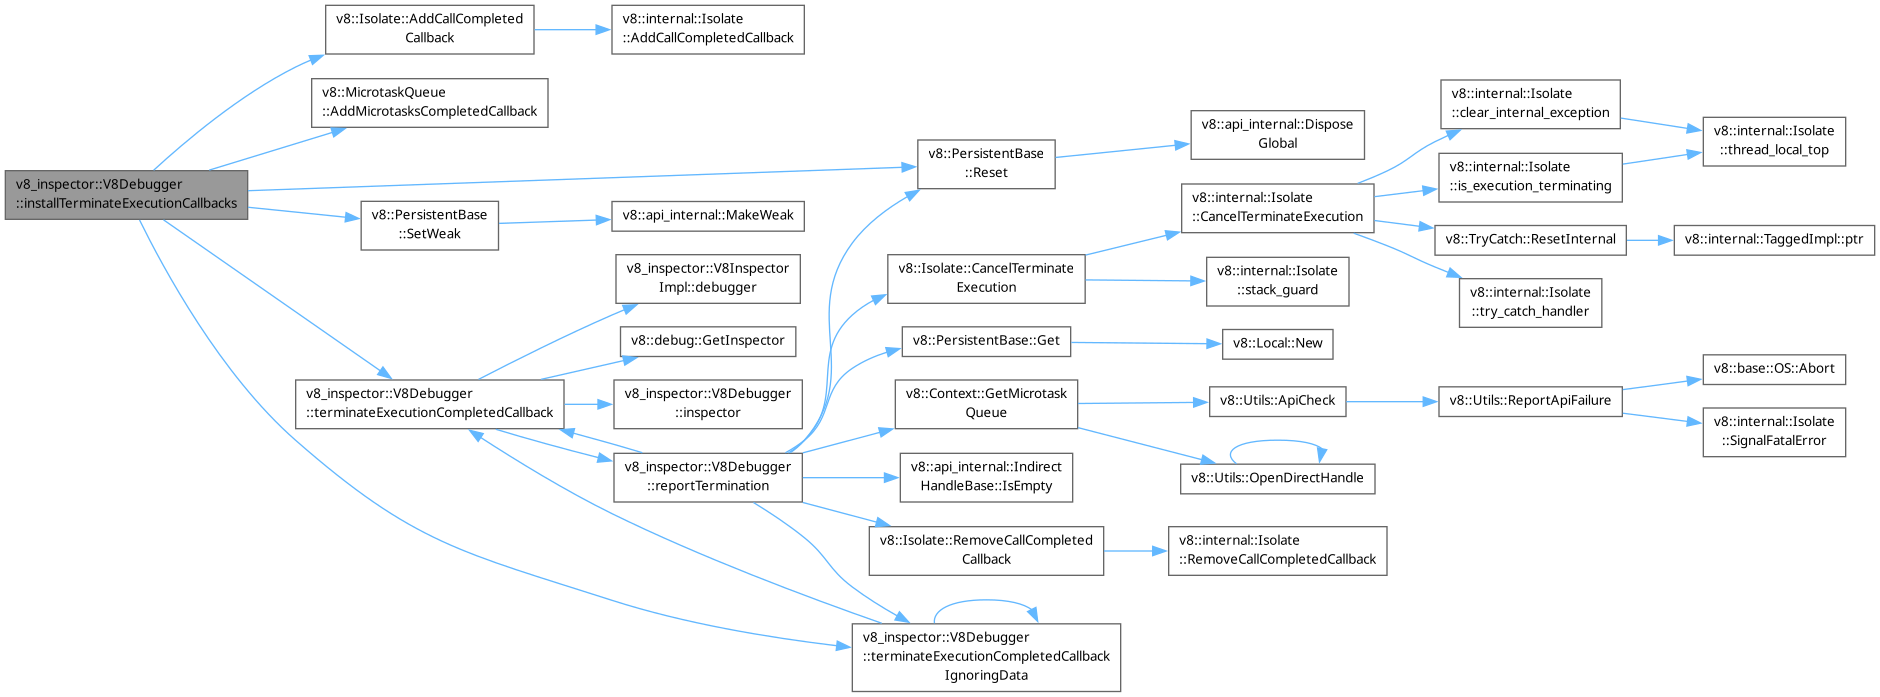 v8_inspector::V8Debugger
::installTerminateExecutionCallbacks
v8::Isolate::AddCallCompleted
Callback
v8::internal::Isolate
::AddCallCompletedCallback
v8::MicrotaskQueue
::AddMicrotasksCompletedCallback
v8::PersistentBase
::Reset
v8::api_internal::Dispose
Global
v8::PersistentBase
::SetWeak
v8::api_internal::MakeWeak
v8_inspector::V8Debugger
::terminateExecutionCompletedCallback
v8_inspector::V8Inspector
Impl::debugger
v8::debug::GetInspector
v8_inspector::V8Debugger
::inspector
v8_inspector::V8Debugger
::reportTermination
v8::Isolate::CancelTerminate
Execution
v8::internal::Isolate
::CancelTerminateExecution
v8::internal::Isolate
::clear_internal_exception
v8::internal::Isolate
::thread_local_top
v8::internal::Isolate
::is_execution_terminating
v8::TryCatch::ResetInternal
v8::internal::TaggedImpl::ptr
v8::internal::Isolate
::try_catch_handler
v8::internal::Isolate
::stack_guard
v8::PersistentBase::Get
v8::Local::New
v8::Context::GetMicrotask
Queue
v8::Utils::ApiCheck
v8::Utils::ReportApiFailure
v8::base::OS::Abort
v8::internal::Isolate
::SignalFatalError
v8::Utils::OpenDirectHandle
v8::api_internal::Indirect
HandleBase::IsEmpty
v8::Isolate::RemoveCallCompleted
Callback
v8::internal::Isolate
::RemoveCallCompletedCallback
v8_inspector::V8Debugger
::terminateExecutionCompletedCallback
IgnoringData